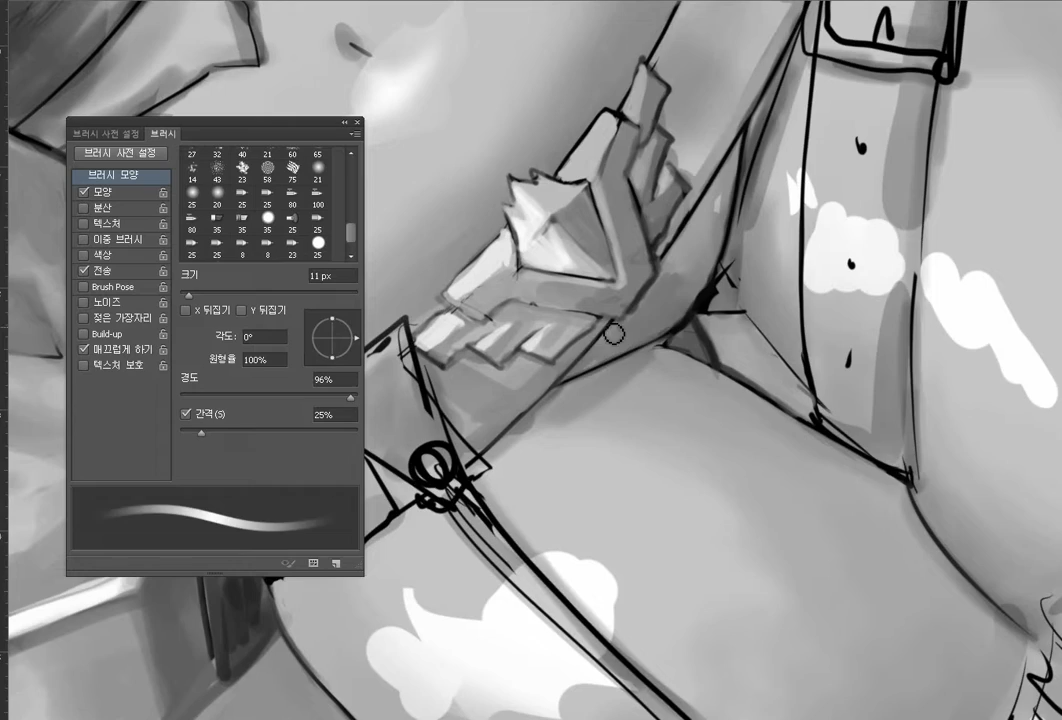 브러시 사전 설정 브러시
브러시 사전 설정
브러시 모양
모양
분산
텍스처
이중 브러시
색상
전송
Brush Pose
노이즈
젖은 가장자리
Build-up
매끄럽게 하기
텍스처 보호
27 32 40 21 60 65
14 43 23 58 75 21
25 20 25 25 80 100
80 35 35 35 25 25
25 25 8 8 23 25
크기 11 px
X 뒤집기 Y 뒤집기
각도: 0°
원형율 100%
경도 96%
간격(S) 25%